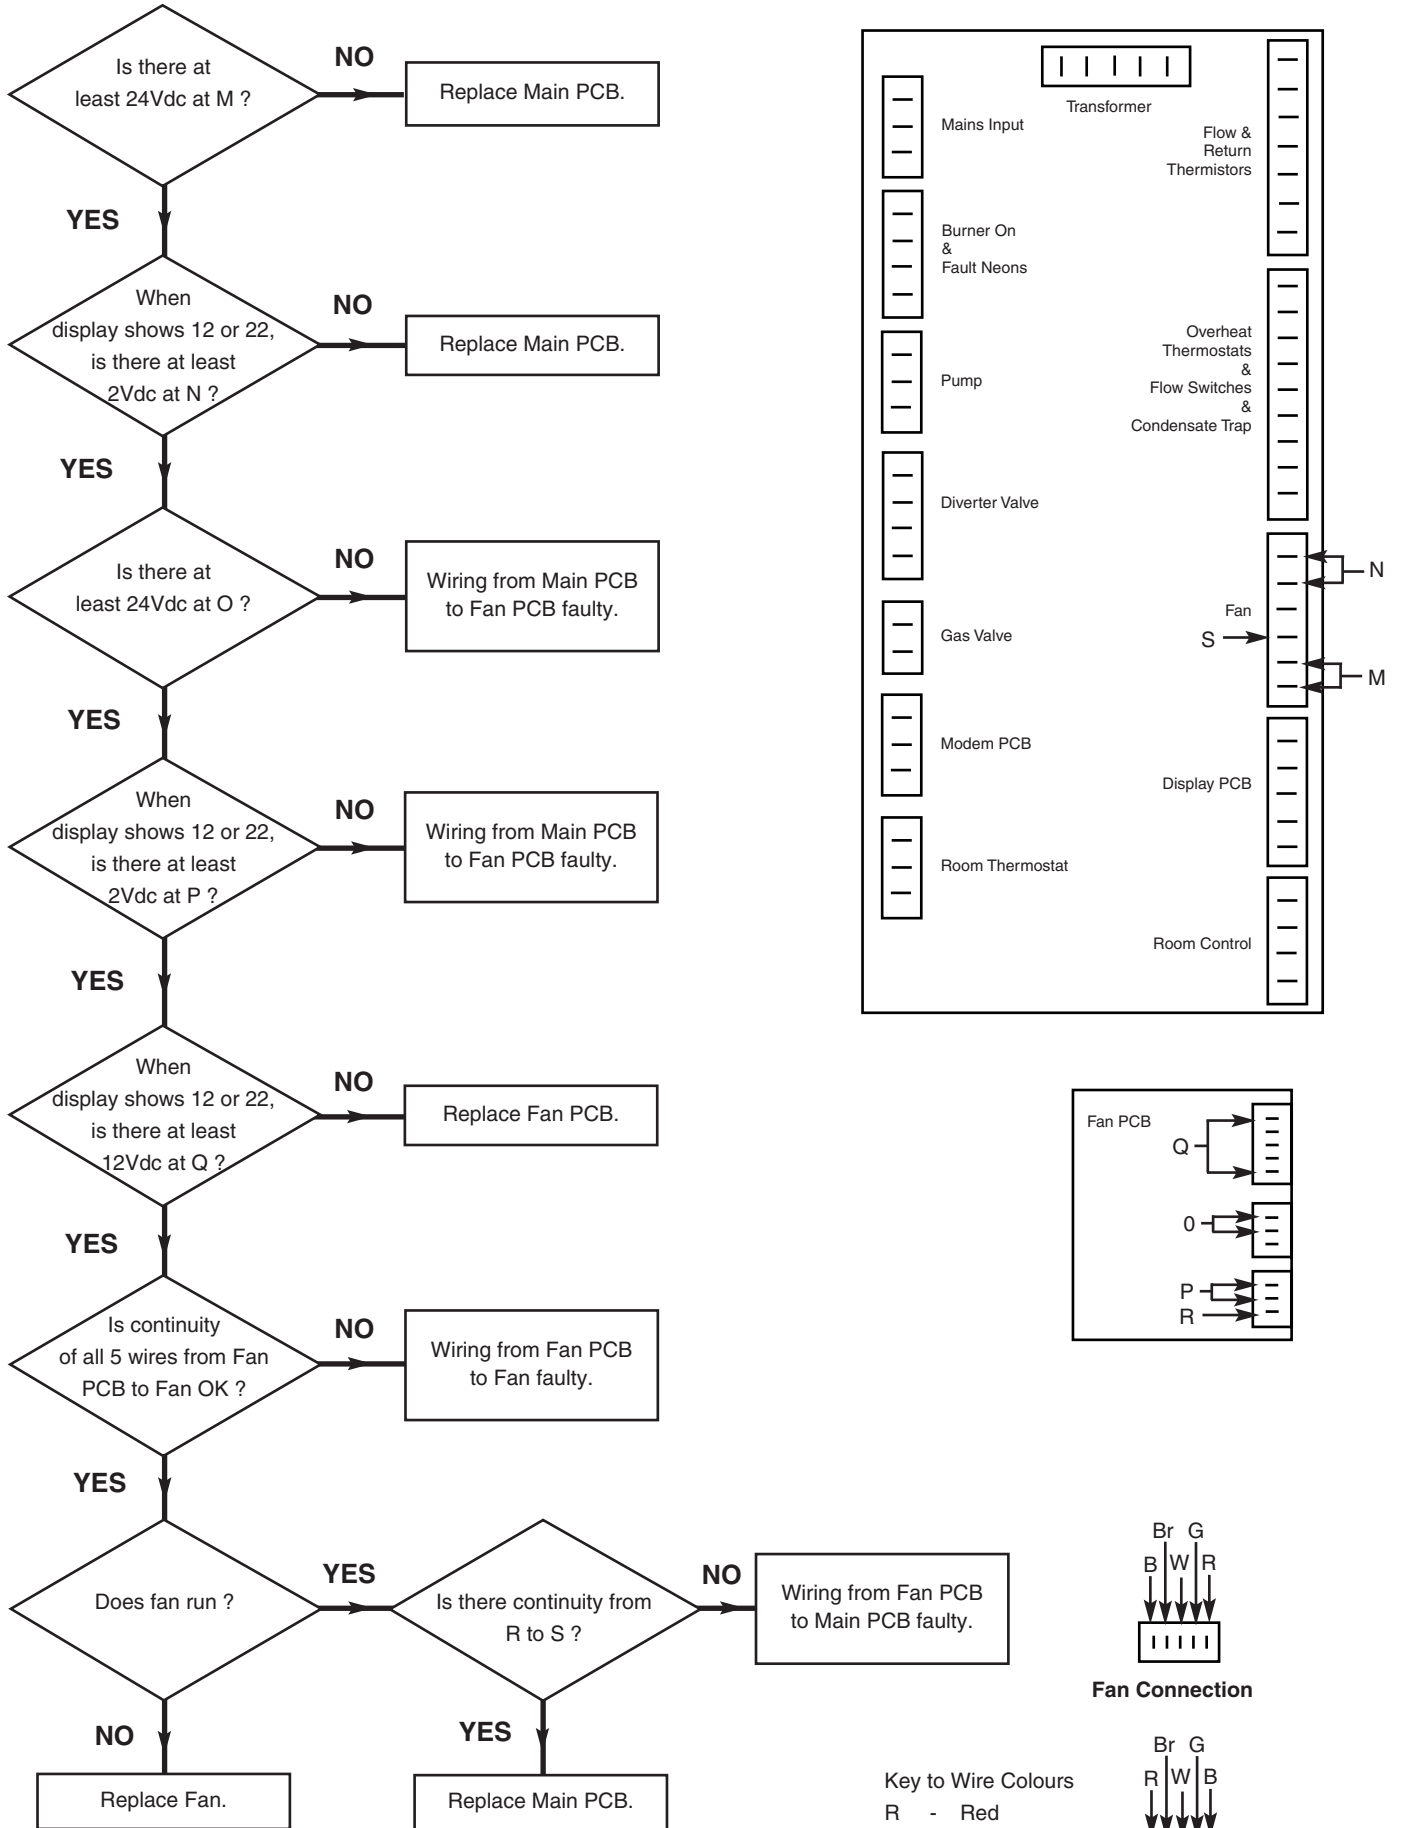 Is there at
least 24Vdc at M ?
NO
Replace Main PCB.
YES
When
display shows 12 or 22,
is there at least
2Vdc at N ?
NO
Replace Main PCB.
YES
Is there at
least 24Vdc at O ?
NO
Wiring from Main PCB
to Fan PCB faulty.
YES
When
display shows 12 or 22,
is there at least
2Vdc at P ?
NO
Wiring from Main PCB
to Fan PCB faulty.
YES
When
display shows 12 or 22,
is there at least
12Vdc at Q ?
NO
Replace Fan PCB.
YES
Is continuity
of all 5 wires from Fan
PCB to Fan OK ?
NO
Wiring from Fan PCB
to Fan faulty.
YES
Does fan run ?
YES
Is there continuity from
R to S ?
NO
Wiring from Fan PCB
to Main PCB faulty.
NO
Replace Fan.
YES
Replace Main PCB.
Transformer
Mains Input
Burner On
&
Fault Neons
Pump
Diverter Valve
Gas Valve
Modem PCB
Room Thermostat
Flow &
Return
Thermistors
Overheat
Thermostats
&
Flow Switches
&
Condensate Trap
Fan
N
S
M
Display PCB
Room Control
Fan PCB
Q
0
P
R
Br G
B W R
Fan Connection
Br G
R W B
Key to Wire Colours
R - Red